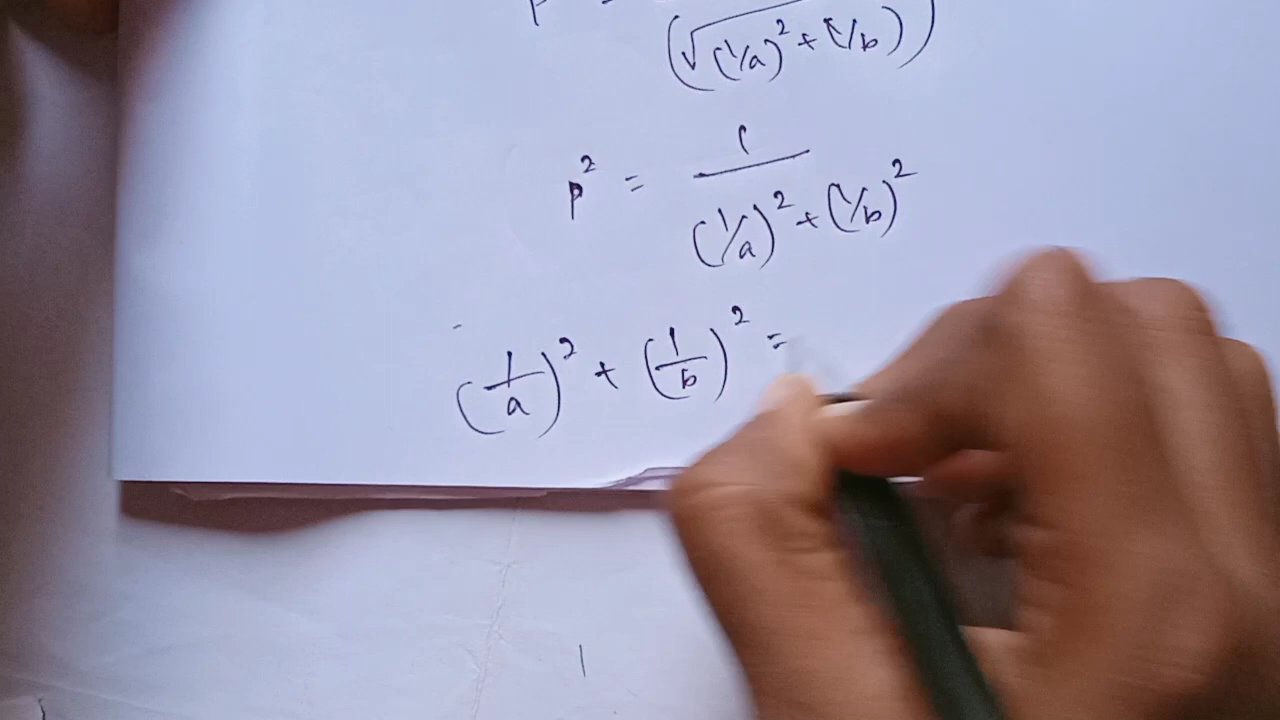 (√(1/a)² + (1/b))
p² = 1 / (1/a)² + (1/b)²
(1/a)² + (1/b)² =